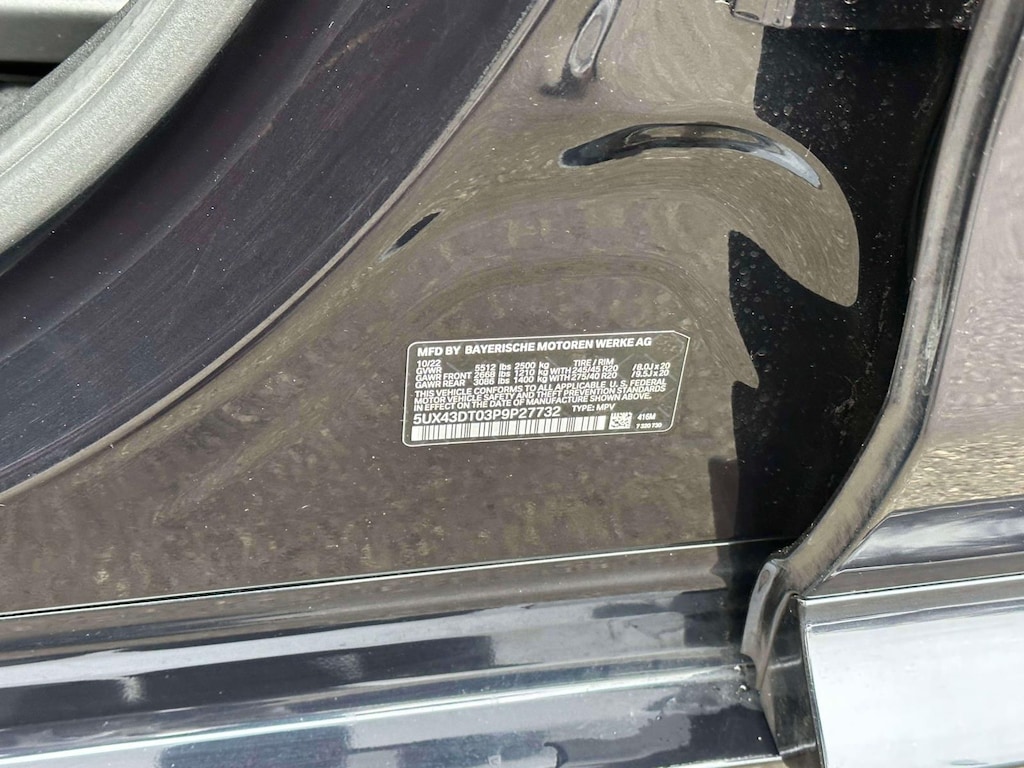 MFD BY BAYERISCHE MOTOREN WERKE AG
10/22
GVWR 5512 lbs 2500 kg TIRE / RIM
GAWR FRONT 2668 lbs 1210 kg WITH 245/45 R20 /8.0J x 20
GAWR REAR 3086 lbs 1400 kg WITH 275/40 R20 /9.5J x 20
THIS VEHICLE CONFORMS TO ALL APPLICABLE U. S. FEDERAL
MOTOR VEHICLE SAFETY AND THEFT PREVENTION STANDARDS
IN EFFECT ON DATE OF MANUFACTURE SHOWN ABOVE.
5UX43DT03P9P27732 TYPE: MPV
416M
7 330 730